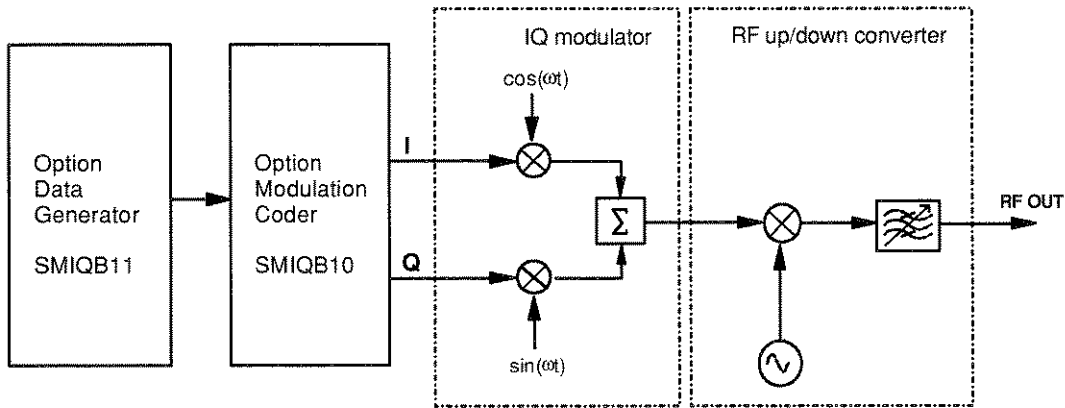 IQ modulator
RF up/down converter
cos(ωt)
Option
Data
Generator
SMIQB11
Option
Modulation
Coder
SMIQB10
I
Q
Σ
sin(ωt)
RF OUT